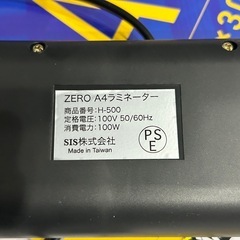 ZERO A4ラミネーター
商品番号:H-500
定格電圧:100V 50/60Hz
消費電力:100W
SIS株式会社
Made in Taiwan
PS
E